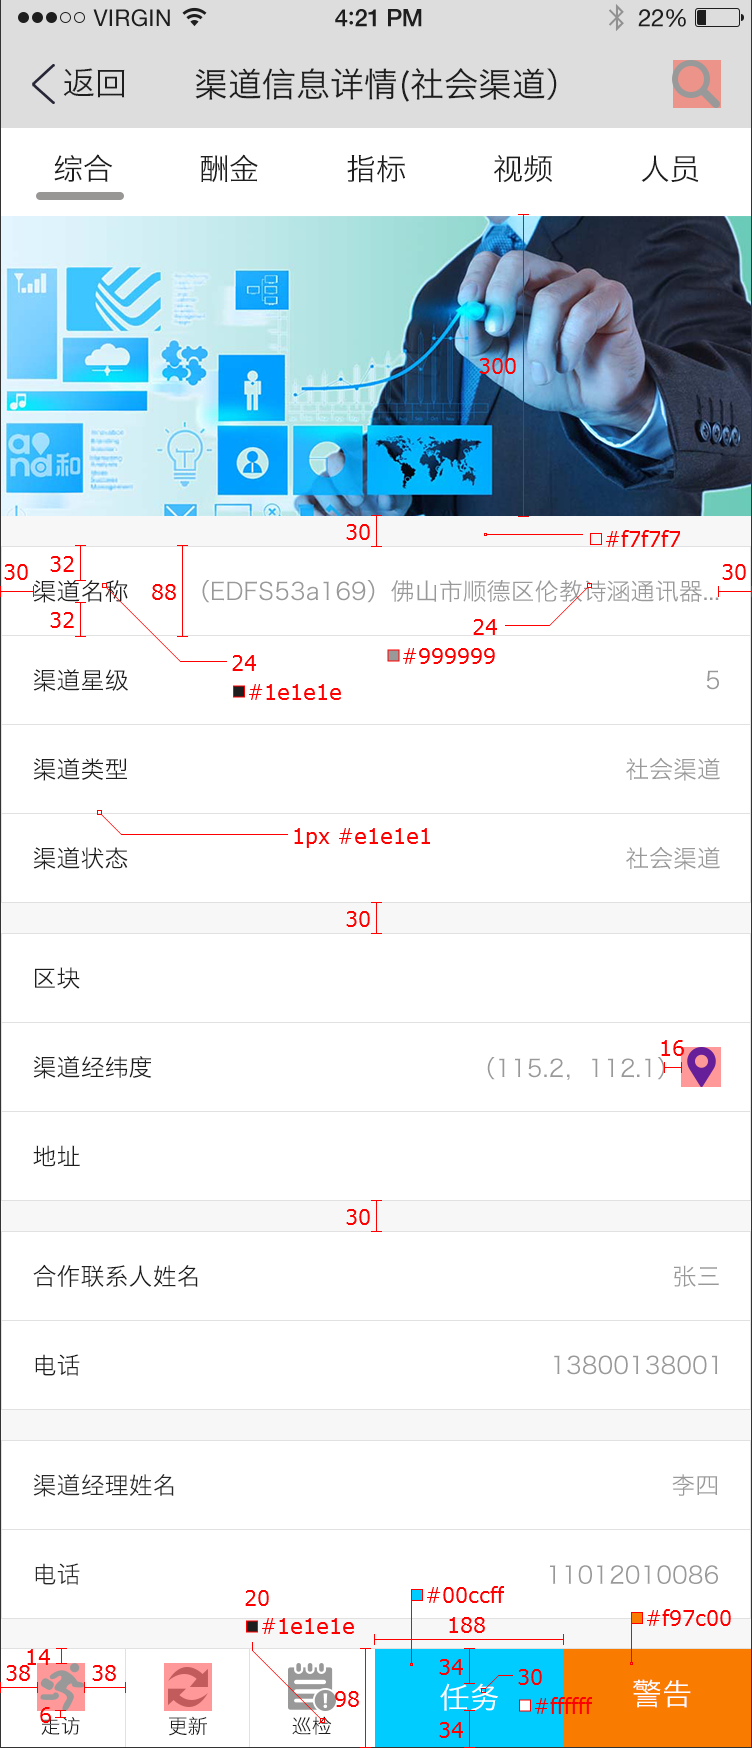 VIRGIN 4:21 PM 22%
返回 渠道信息详情(社会渠道)
综合 酬金 指标 视频 人员
300
and和
30 #f7f7f7
32
30 渠道名称 88 （EDFS53a169）佛山市顺德区伦教诗涵通讯器... 30
32
24
24 #999999
#1e1e1e
渠道星级 5
渠道类型 社会渠道
1px #e1e1e1
渠道状态 社会渠道
30
区块
16
渠道经纬度 （115.2，112.1）
地址
30
合作联系人姓名 张三
电话 13800138001
渠道经理姓名 李四
电话 11012010086
20 #00ccff
#1e1e1e 188 #f97c00
14
38 38 34 30
98 任务 #ffffff 警告
6
走访 更新 巡检 34